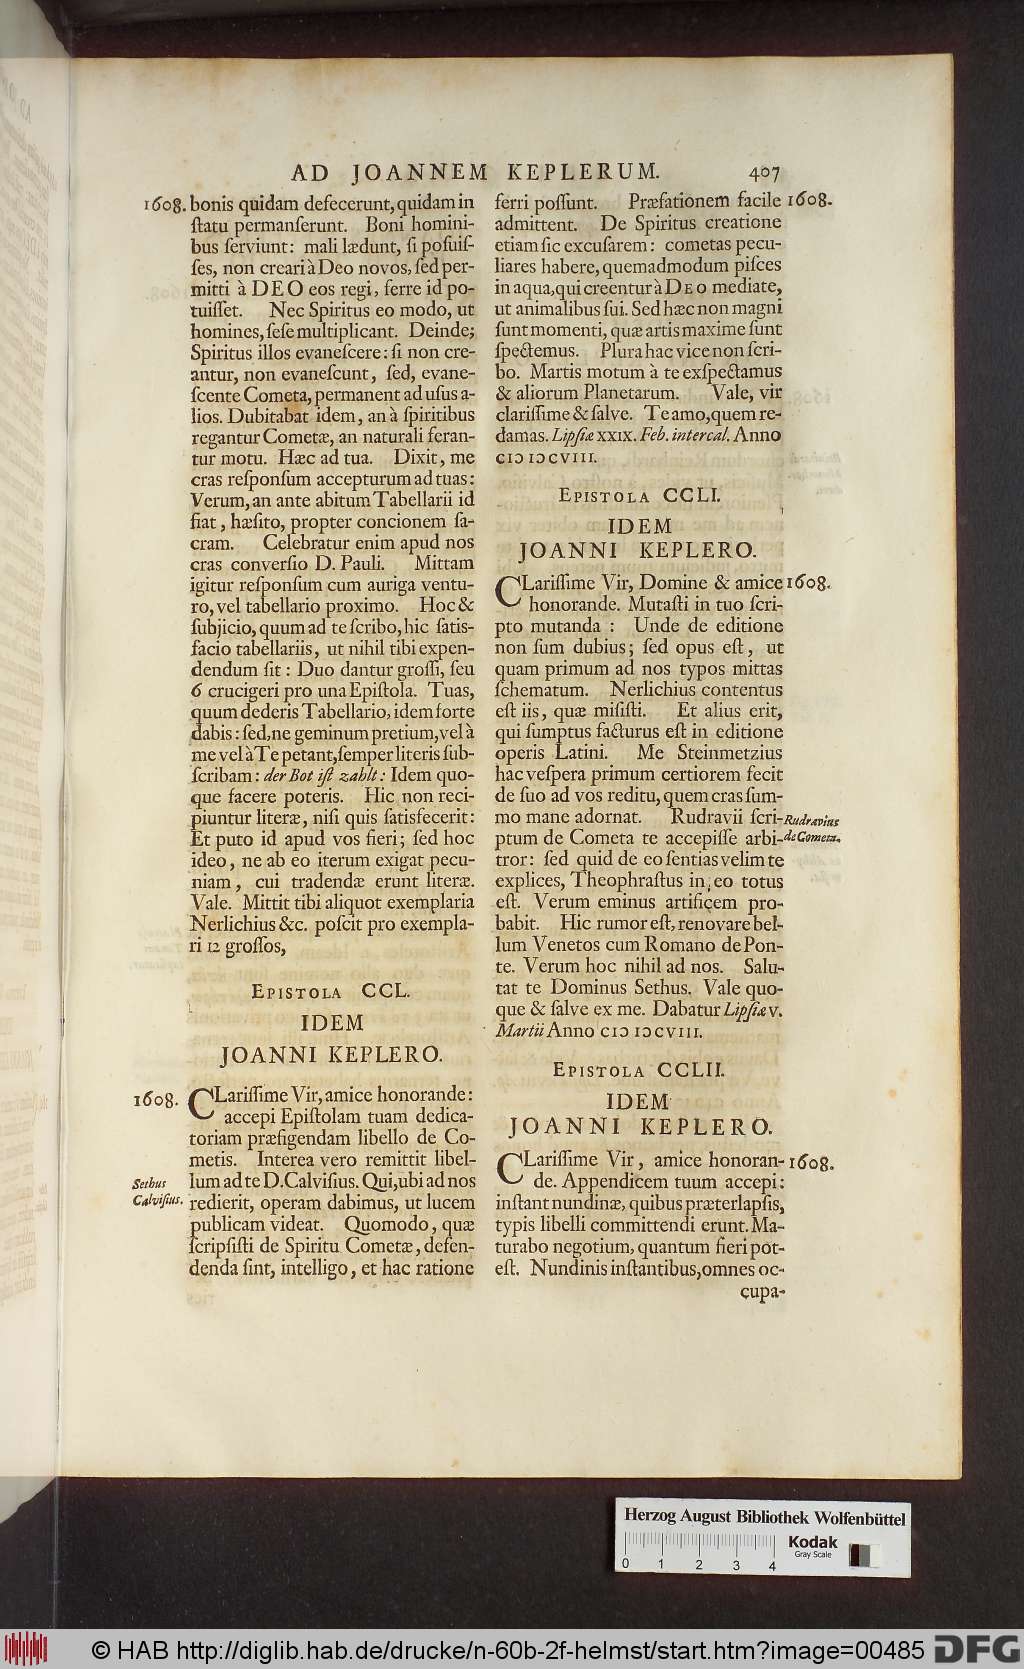 AD JOANNEM KEPLERUM. 407
1608. bonis quidam defecerunt, quidam in
ſtatu permanſerunt. Boni homini-
bus ſerviunt: mali lædunt, ſi poſuiſ-
ſes, non creari à Deo novos, ſed per-
mitti à DEO eos regi, ferre id po-
tuiſſet. Nec Spiritus eo modo, ut
homines, ſeſe multiplicant. Deinde;
Spiritus illos evaneſcere: ſi non cre-
antur, non evaneſcunt, ſed, evane-
ſcente Cometa, permanent ad uſus a-
lios. Dubitabat idem, an à ſpiritibus
regantur Cometæ, an naturali feran-
tur motu. Hæc ad tua. Dixit, me
cras reſponſum accepturum ad tuas:
Verum, an ante abitum Tabellarii id
fiat, hæſito, propter concionem ſa-
cram. Celebratur enim apud nos
cras converſio D. Pauli. Mittam
igitur reſponſum cum auriga ventu-
ro, vel tabellario proximo. Hoc &
ſubjicio, quum ad te ſcribo, hic ſatis-
facio tabellariis, ut nihil tibi expen-
dendum ſit: Duo dantur groſſi, ſeu
6 crucigeri pro una Epiſtola. Tuas,
quum dederis Tabellario, idem forte
dabis: ſed, ne geminum pretium, vel à
me vel à Te petant, ſemper literis ſub-
ſcribam: der Bot iſt zahlt: Idem quo-
que facere poteris. Hic non reci-
piuntur literæ, niſi quis ſatisfecerit:
Et puto id apud vos fieri; ſed hoc
ideo, ne ab eo iterum exigat pecu-
niam, cui tradendæ erunt literæ.
Vale. Mittit tibi aliquot exemplaria
Nerlichius &c. poſcit pro exempla-
ri 12 groſſos,
EPISTOLA CCL.
IDEM
JOANNI KEPLERO.
1608. CLariſſime Vir, amice honorande:
accepi Epiſtolam tuam dedica-
toriam præfigendam libello de Co-
metis. Interea vero remittit libel-
Sethus
Calviſius.
lum ad te D. Calviſius. Qui, ubi ad nos
redierit, operam dabimus, ut lucem
publicam videat. Quomodo, quæ
ſcripſiſti de Spiritu Cometæ, defen-
denda ſint, intelligo, et hac ratione
ferri poſſunt. Præfationem facile 1608.
admittent. De Spiritus creatione
etiam ſic excuſarem: cometas pecu-
liares habere, quemadmodum piſces
in aqua, qui creentur à DEO mediate,
ut animalibus ſui. Sed hæc non magni
ſunt momenti, quæ artis maxime ſunt
ſpectemus. Plura hac vice non ſcri-
bo. Martis motum à te exſpectamus
& aliorum Planetarum. Vale, vir
clariſſime & ſalve. Te amo, quem re-
damas. Lipſiæ XXIX. Feb. intercal. Anno
CIƆ IƆCVIII.
EPISTOLA CCLI.
IDEM
JOANNI KEPLERO.
CLariſſime Vir, Domine & amice 1608.
honorande. Mutaſti in tuo ſcri-
pto mutanda: Unde de editione
non ſum dubius; ſed opus eſt, ut
quam primum ad nos typos mittas
ſchematum. Nerlichius contentus
eſt iis, quæ miſiſti. Et alius erit,
qui ſumptus facturus eſt in editione
operis Latini. Me Steinmetzius
hac veſpera primum certiorem fecit
de ſuo ad vos reditu, quem cras ſum-
mo mane adornat. Rudravii ſcri-
Rudravius
de Cometa.
ptum de Cometa te accepiſſe arbi-
tror: ſed quid de eo ſentias velim te
explices, Theophraſtus in eo totus
eſt. Verum eminus artificem pro-
babit. Hic rumor eſt, renovare bel-
lum Venetos cum Romano de Pon-
te. Verum hoc nihil ad nos. Salu-
tat te Dominus Sethus. Vale quo-
que & ſalve ex me. Dabatur Lipſiæ V.
Martii Anno CIƆ IƆCVIII.
EPISTOLA CCLII.
IDEM
JOANNI KEPLERO.
CLariſſime Vir, amice honoran- 1608.
de. Appendicem tuum accepi:
inſtant nundinæ, quibus præterlapſis,
typis libelli committendi erunt. Ma-
turabo negotium, quantum fieri pot-
eſt. Nundinis inſtantibus, omnes oc-
cupa-
Herzog August Bibliothek Wolfenbüttel
Kodak
Gray Scale
0 1 2 3 4
© HAB http://diglib.hab.de/drucke/n-60b-2f-helmst/start.htm?image=00485 DFG